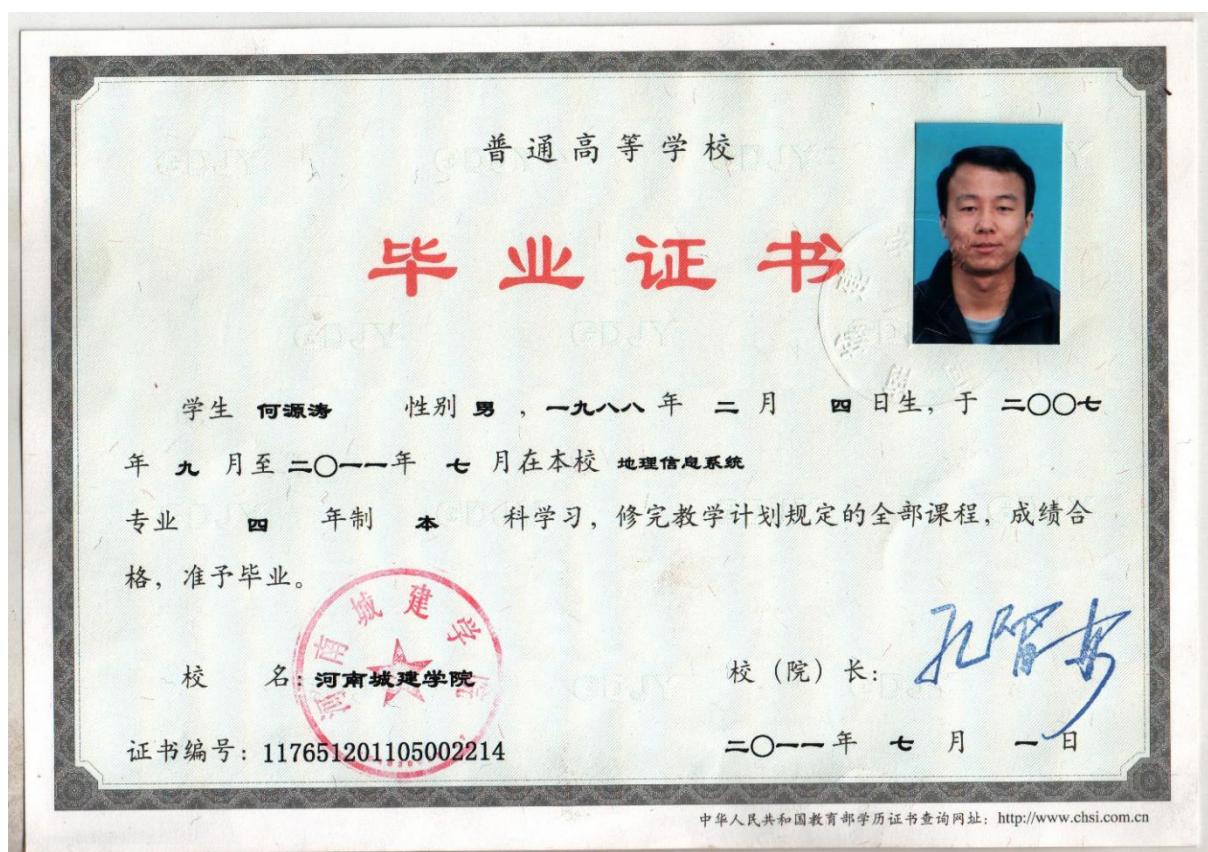 普通高等学校
毕业证书
学生 何源涛 性别 男 ，一九八八 年 二 月 四 日生，于 二〇〇七
年 九 月至 二〇一一年 七 月在本校 地理信息系统
专业 四 年制 本 科学习，修完教学计划规定的全部课程，成绩合
格，准予毕业。
河南城建学院
校 名：河南城建学院
校（院）长：
证书编号：117651201105002214
二〇一一年 七 月 一日
中华人民共和国教育部学历证书查询网址：http://www.chsi.com.cn